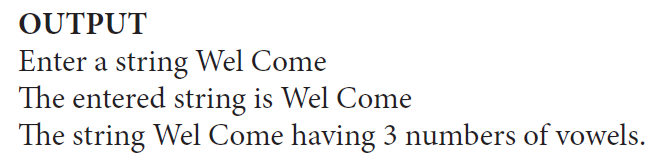 OUTPUT
Enter a string Wel Come
The entered string is Wel Come
The string Wel Come having 3 numbers of vowels.